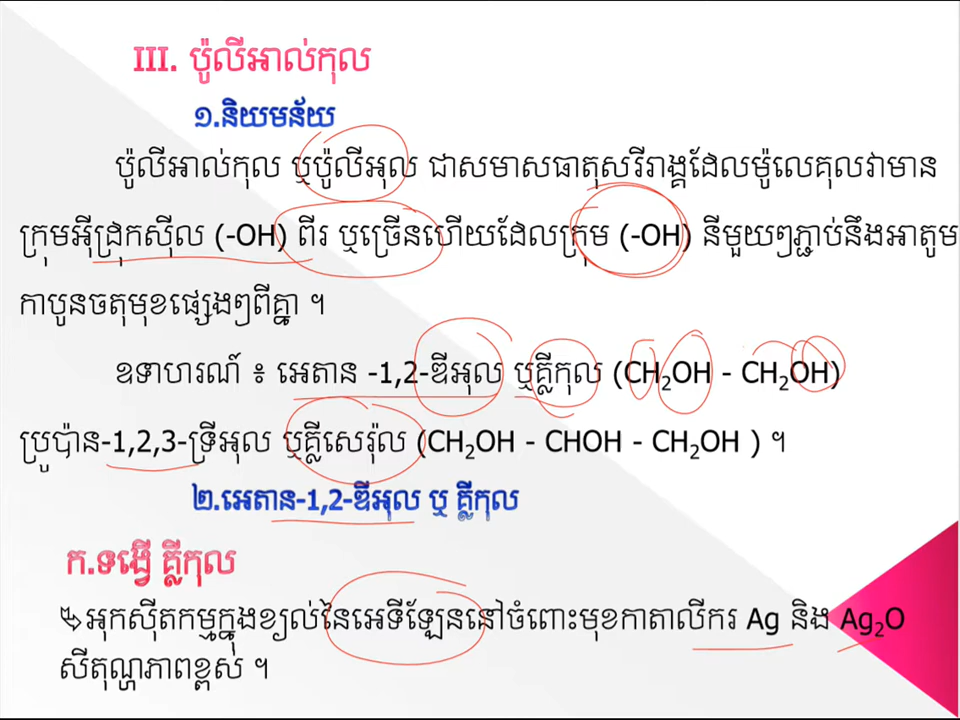 III. ប៉ូលីអាល់កុល
១.និយមន័យ
ប៉ូលីអាល់កុល ឬប៉ូលីអុល ជាសមាសធាតុសរីរាង្គដែលម៉ូលេគុលវាមាន
ក្រុមអ៊ីដ្រុកស៊ីល (-OH) ពីរ ឬច្រើនហើយដែលក្រុម (-OH) នីមួយៗភ្ជាប់នឹងអាតូម
កាបូនចតុមុខផ្សេងៗពីគ្នា ។
ឧទាហរណ៍ ៖ អេតាន -1,2-ឌីអុល ឬគ្លីកុល (CH₂OH - CH₂OH)
ប្រូប៉ាន-1,2,3-ទ្រីអុល ឬគ្លីសេរ៉ុល (CH₂OH - CHOH - CH₂OH ) ។
២.អេតាន-1,2-ឌីអុល ឬ គ្លីកុល
ក.ទង្វើ គ្លីកុល
អុកស៊ីតកម្មក្នុងខ្យល់នៃអេទីឡែននៅចំពោះមុខកាតាលីករ Ag និង Ag₂O
សីតុណ្ហភាពខ្ពស់ ។